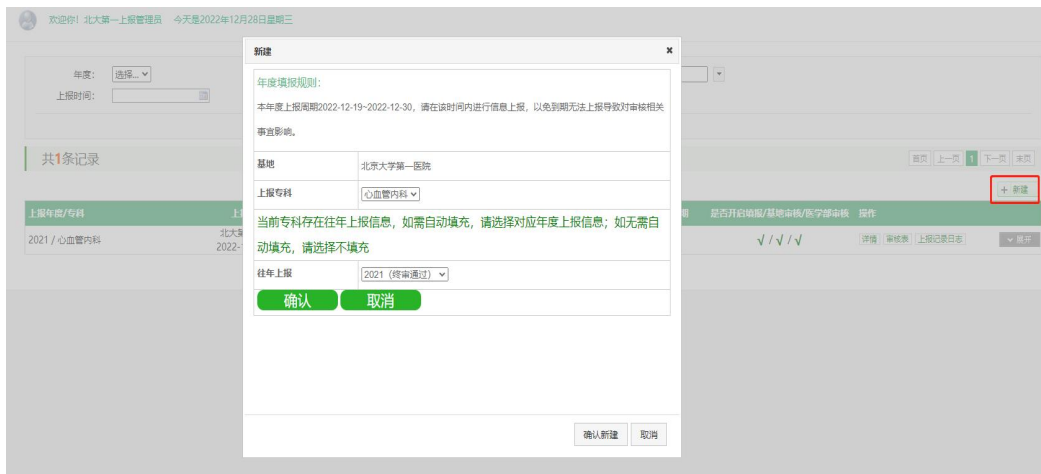 欢迎你！北大第一上报管理员 今天是2022年12月28日星期三
新建
年度：
选择...
上报时间：
年度填报规则：
本年度上报周期2022-12-19~2022-12-30，请在该时间内进行信息上报，以免到期无法上报导致对审核相关
事宜影响。
共1条记录
首页 上一页 1 下一页 末页
+ 新建
基地
北京大学第一医院
上报专科
心血管内科
上报年度/专科
是否开启填报/基地审核/医学部审核
操作
当前专科存在往年上报信息，如需自动填充，请选择对应年度上报信息；如无需自
动填充，请选择不填充
2021 / 心血管内科
北大第
2022-
√ / √ / √
详情 审核表 上报记录日志
展开
往年上报
2021（终审通过）
确认 取消
确认新建 取消